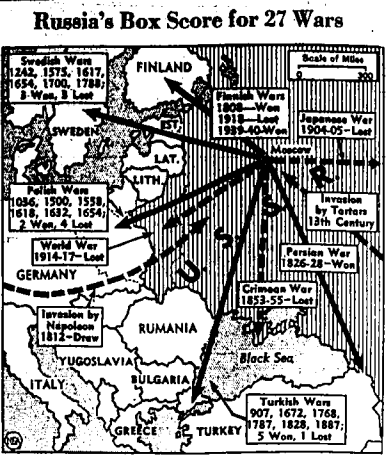 Russia's Box Score for 27 Wars
Swedish Wars
1242, 1575, 1617,
1654, 1700, 1788;
3 Won, 3 Lost
FINLAND
Scale of Miles
0 300
Finnish Wars
1808—Won
1918—Lost
1939-40-Won
Japanese War
1904-05—Lost
SWEDEN
EST.
LAT.
LITH.
Moscow
Polish Wars
1036, 1500, 1558,
1618, 1632, 1654;
2 Won, 4 Lost
Invasion
by Tartars
13th Century
World War
1914-17—Lost
U. S. S. R.
Persian War
1826-28—Won
GERMANY
Crimean War
1853-55—Lost
Invasion by
Napoleon
1812—Draw
RUMANIA
Black Sea
YUGOSLAVIA
ITALY
BULGARIA
Turkish Wars
907, 1672, 1768,
1787, 1828, 1887;
5 Won, 1 Lost
GREECE
TURKEY
NEA